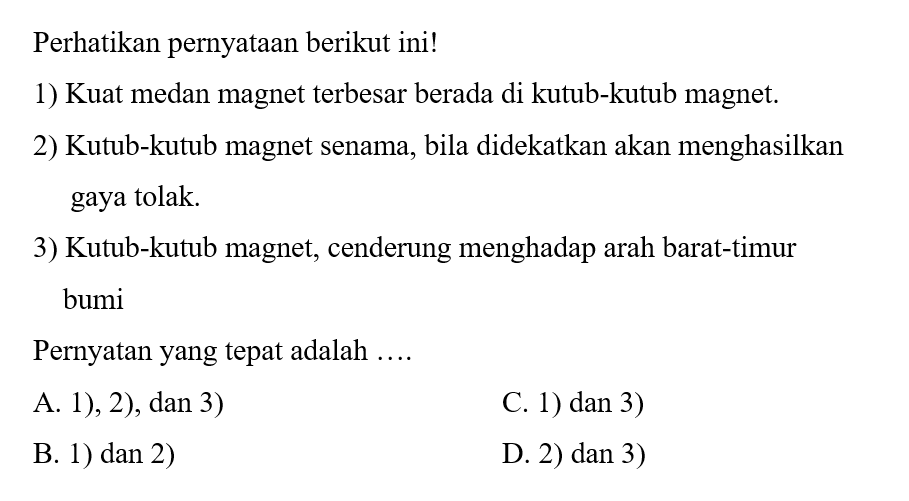 Perhatikan pernyataan berikut ini!
1) Kuat medan magnet terbesar berada di kutub-kutub magnet.
2) Kutub-kutub magnet senama, bila didekatkan akan menghasilkan
gaya tolak.
3) Kutub-kutub magnet, cenderung menghadap arah barat-timur
bumi
Pernyatan yang tepat adalah ….
A. 1), 2), dan 3)
C. 1) dan 3)
B. 1) dan 2)
D. 2) dan 3)